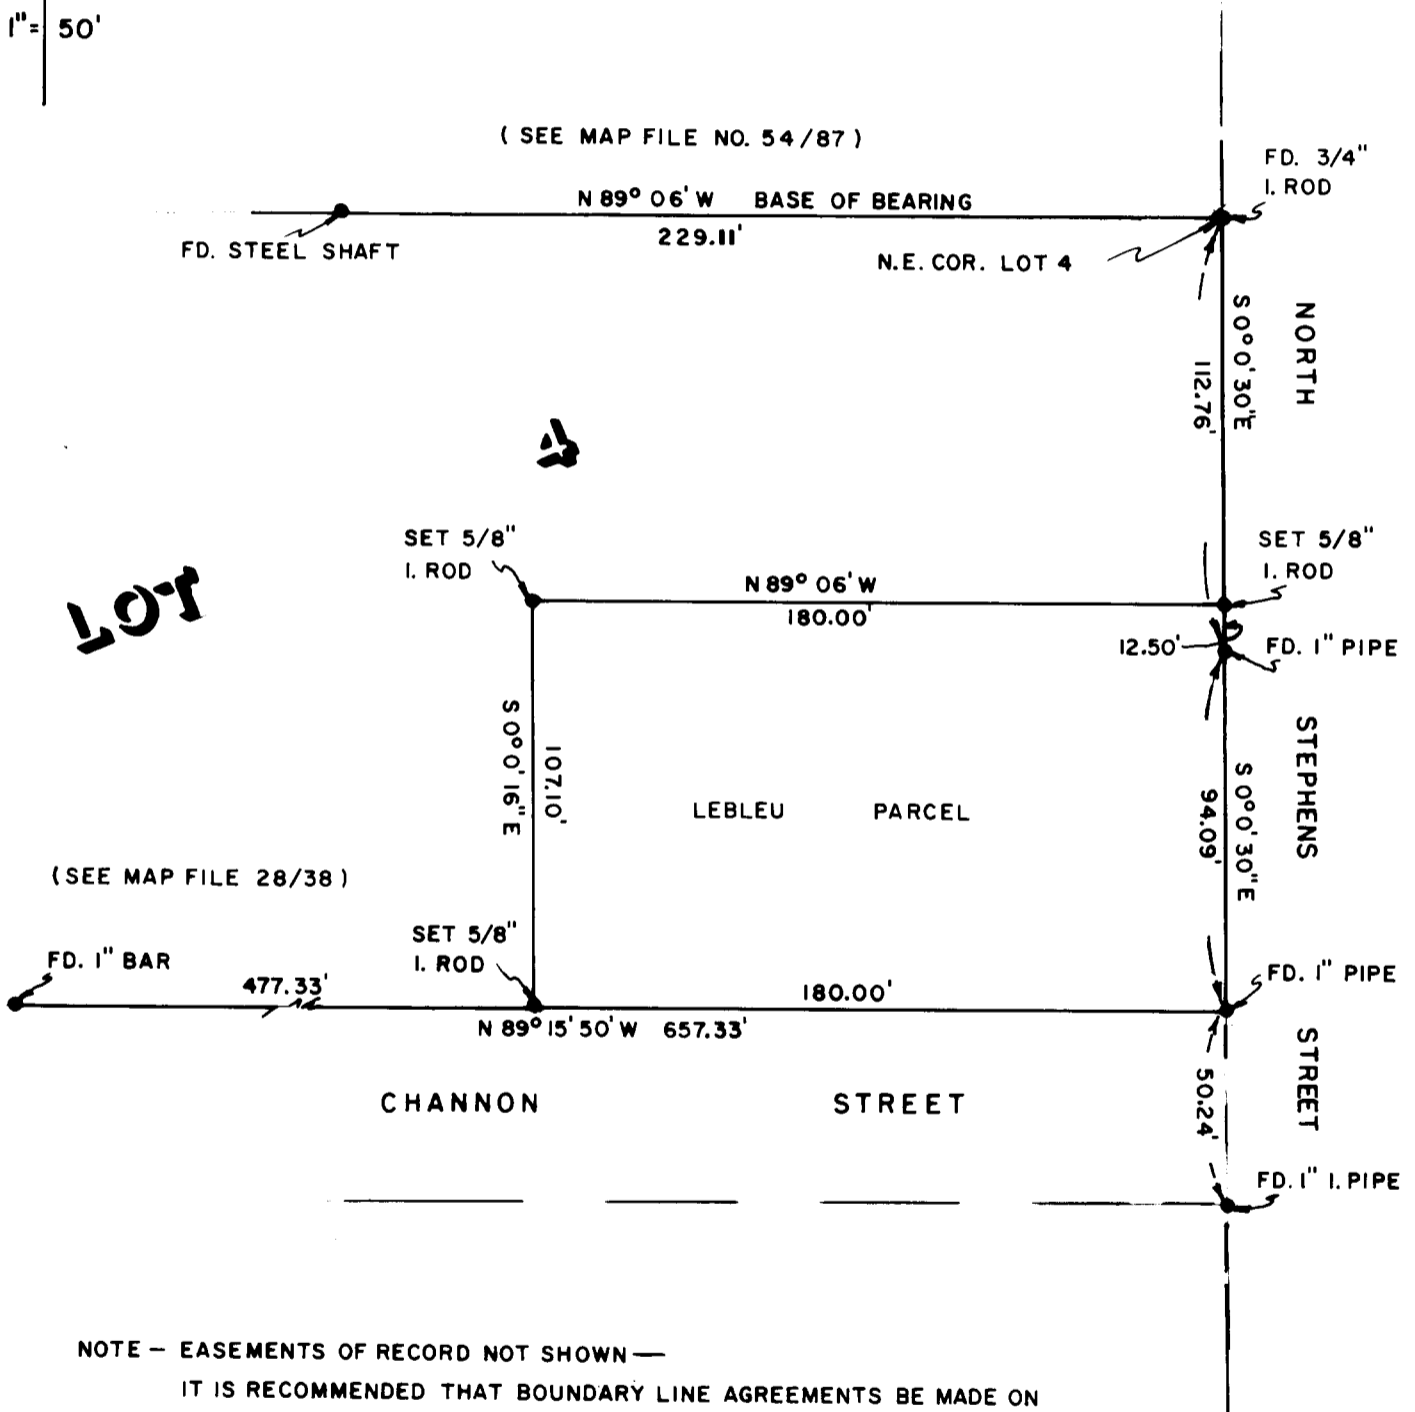 1"= 50'
( SEE MAP FILE NO. 54/87 )
FD. 3/4"
I. ROD
N 89° 06' W BASE OF BEARING
229.11'
FD. STEEL SHAFT
N.E. COR. LOT 4
S 0° 0' 30"E
112.76'
NORTH
4
LOT
SET 5/8"
I. ROD
N 89° 06' W
180.00'
SET 5/8"
I. ROD
12.50'
FD. 1" PIPE
S 0° 0' 16" E
107.10'
LEBLEU PARCEL
94.09'
S 0° 0' 30" E
STEPHENS
(SEE MAP FILE 28/38)
FD. 1" BAR
477.33'
SET 5/8"
I. ROD
180.00'
FD. 1" PIPE
N 89° 15' 50' W 657.33'
CHANNON STREET
50.24'
STREET
FD. 1" I. PIPE
NOTE — EASEMENTS OF RECORD NOT SHOWN —
IT IS RECOMMENDED THAT BOUNDARY LINE AGREEMENTS BE MADE ON